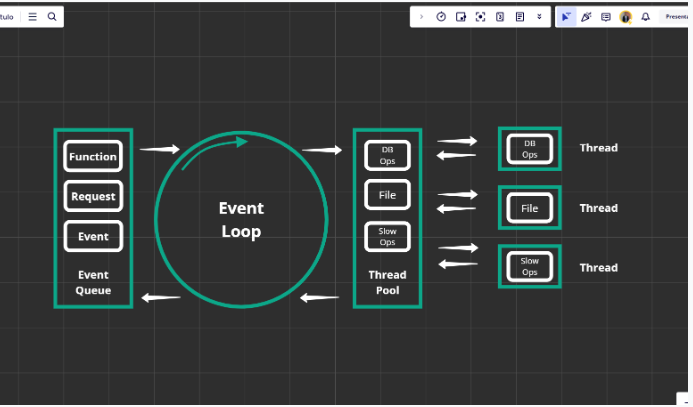 tulo
Presenta
Function
Request
Event
Event
Queue
Event
Loop
DB
Ops
File
Slow
Ops
Thread
Pool
DB
Ops
Thread
File
Thread
Slow
Ops
Thread